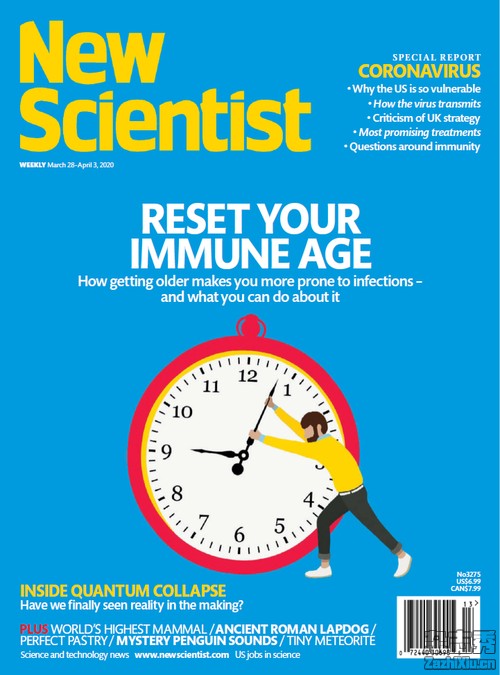 New
Scientist
WEEKLY March 28–April 3, 2020
SPECIAL REPORT
CORONAVIRUS
• Why the US is so vulnerable
• How the virus transmits
• Criticism of UK strategy
• Most promising treatments
• Questions around immunity
RESET YOUR
IMMUNE AGE
How getting older makes you more prone to infections –
and what you can do about it
12
11
1
10
9
8
4
7
5
6
INSIDE QUANTUM COLLAPSE
Have we finally seen reality in the making?
PLUS WORLD'S HIGHEST MAMMAL / ANCIENT ROMAN LAPDOG /
PERFECT PASTRY / MYSTERY PENGUIN SOUNDS / TINY METEORITE
Science and technology news www.newscientist.com US jobs in science
No3275
US$6.99
CAN$7.99
13
ZaZhiXiu.Com